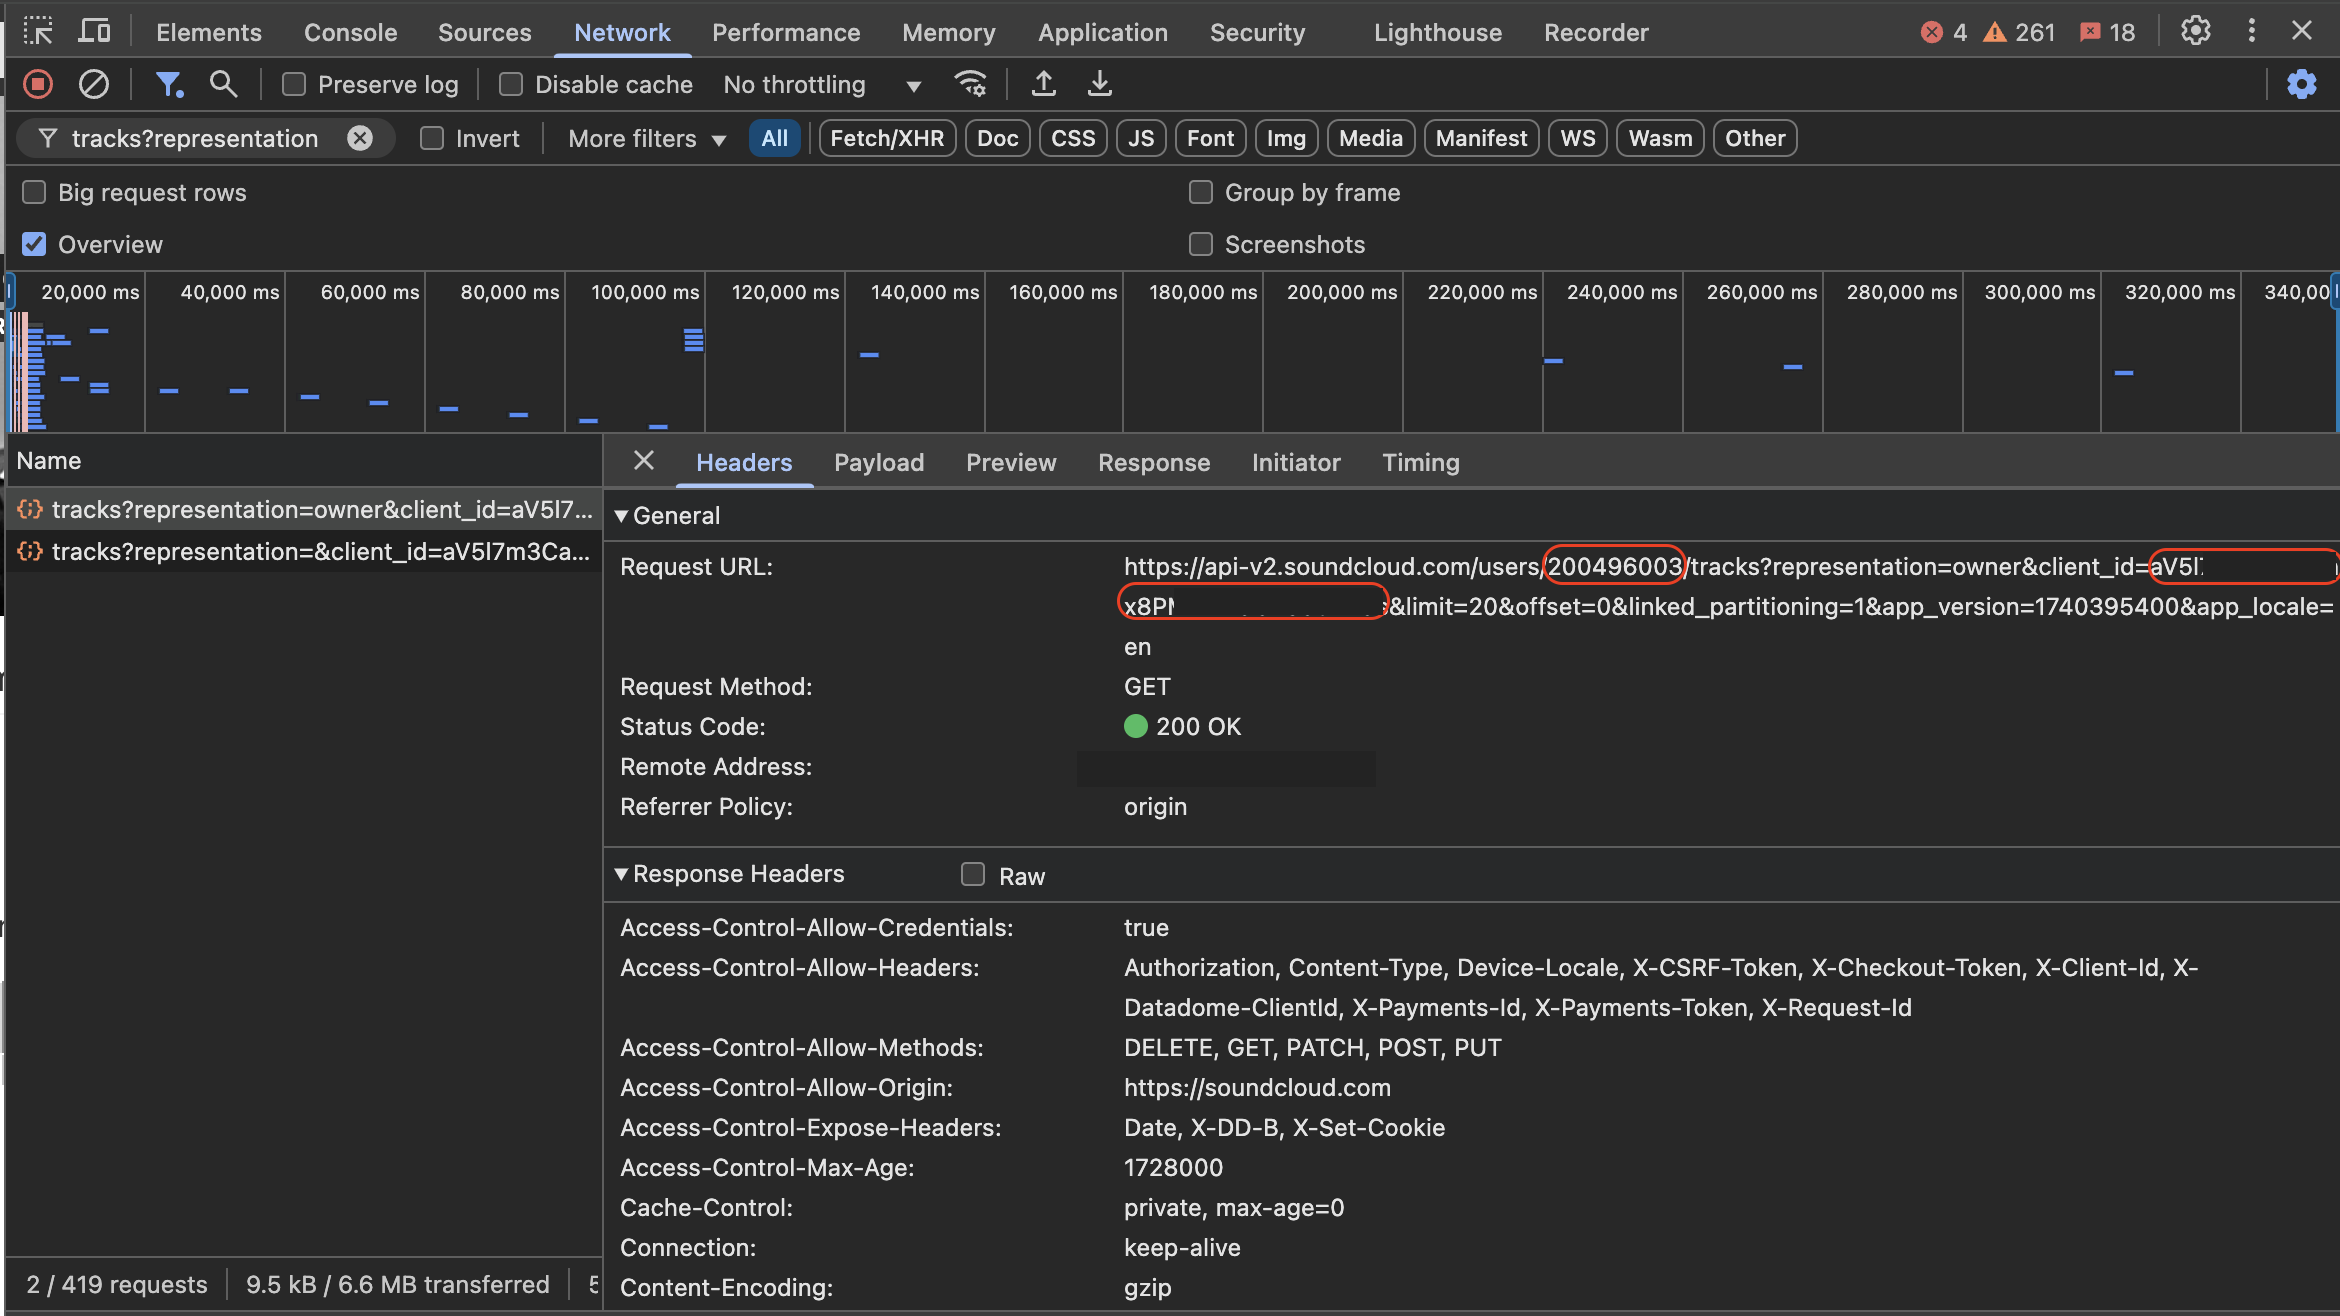 Elements Console Sources Network Performance Memory Application Security Lighthouse Recorder 4 261 18
Preserve log Disable cache No throttling
tracks?representation Invert More filters All Fetch/XHR Doc CSS JS Font Img Media Manifest WS Wasm Other
Big request rows Group by frame
Overview Screenshots
20,000 ms 40,000 ms 60,000 ms 80,000 ms 100,000 ms 120,000 ms 140,000 ms 160,000 ms 180,000 ms 200,000 ms 220,000 ms 240,000 ms 260,000 ms 280,000 ms 300,000 ms 320,000 ms 340,00
Name
tracks?representation=owner&client_id=aV5l7...
tracks?representation=&client_id=aV5l7m3Ca...
Headers Payload Preview Response Initiator Timing
General
Request URL: https://api-v2.soundcloud.com/users/200496003/tracks?representation=owner&client_id=aV5l
x8P &limit=20&offset=0&linked_partitioning=1&app_version=1740395400&app_locale=
en
Request Method: GET
Status Code: 200 OK
Remote Address:
Referrer Policy: origin
Response Headers Raw
Access-Control-Allow-Credentials: true
Access-Control-Allow-Headers: Authorization, Content-Type, Device-Locale, X-CSRF-Token, X-Checkout-Token, X-Client-Id, X-
Datadome-ClientId, X-Payments-Id, X-Payments-Token, X-Request-Id
Access-Control-Allow-Methods: DELETE, GET, PATCH, POST, PUT
Access-Control-Allow-Origin: https://soundcloud.com
Access-Control-Expose-Headers: Date, X-DD-B, X-Set-Cookie
Access-Control-Max-Age: 1728000
Cache-Control: private, max-age=0
Connection: keep-alive
Content-Encoding: gzip
2 / 419 requests 9.5 kB / 6.6 MB transferred